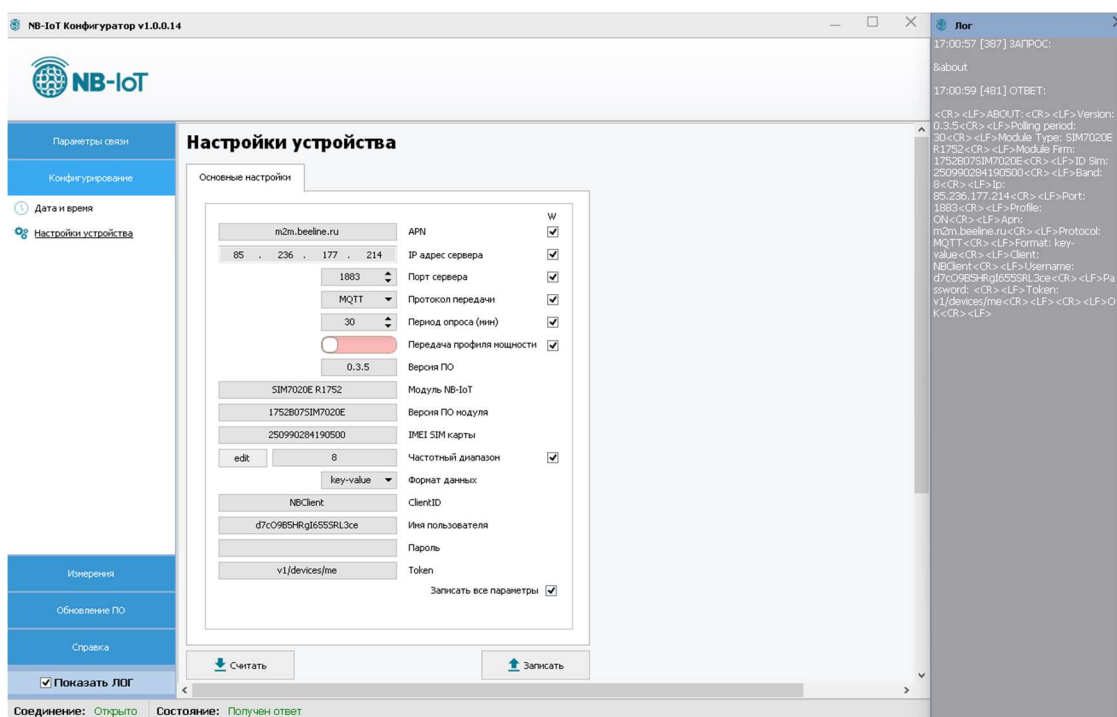 NB-IoT Конфигуратор v1.0.0.14
NB-IoT
Параметры связи
Конфигурирование
Дата и время
Настройки устройства
Измерения
Обновление ПО
Справка
Показать ЛОГ
Настройки устройства
Основные настройки
W
m2m.beeline.ru APN
85 . 236 . 177 . 214 IP адрес сервера
1883 Порт сервера
MQTT Протокол передачи
30 Период опроса (мин)
Передача профиля мощности
0.3.5 Версия ПО
SIM7020E R1752 Модуль NB-IoT
1752B07SIM7020E Версия ПО модуля
250990284190500 IMEI SIM карты
edit 8 Частотный диапазон
key-value Формат данных
NBClient ClientID
d7cO9B5HRgI655SRL3ce Имя пользователя
Пароль
v1/devices/me Token
Записать все параметры
Считать Записать
Соединение: Открыто Состояние: Получен ответ
Лог
17:00:57 [387] ЗАПРОС:
&about
17:00:59 [481] ОТВЕТ:
<CR><LF>ABOUT:<CR><LF>Version:
0.3.5<CR><LF>Polling period:
30<CR><LF>Module Type: SIM7020E
R1752<CR><LF>Module Firm:
1752B07SIM7020E<CR><LF>ID Sim:
250990284190500<CR><LF>Band:
8<CR><LF>Ip:
85.236.177.214<CR><LF>Port:
1883<CR><LF>Profile:
ON<CR><LF>Apn:
m2m.beeline.ru<CR><LF>Protocol:
MQTT<CR><LF>Format: key-
value<CR><LF>Client:
NBClient<CR><LF>Username:
d7cO9B5HRgI655SRL3ce<CR><LF>Pa
ssword: <CR><LF>Token:
v1/devices/me<CR><LF><CR><LF>O
K<CR><LF>